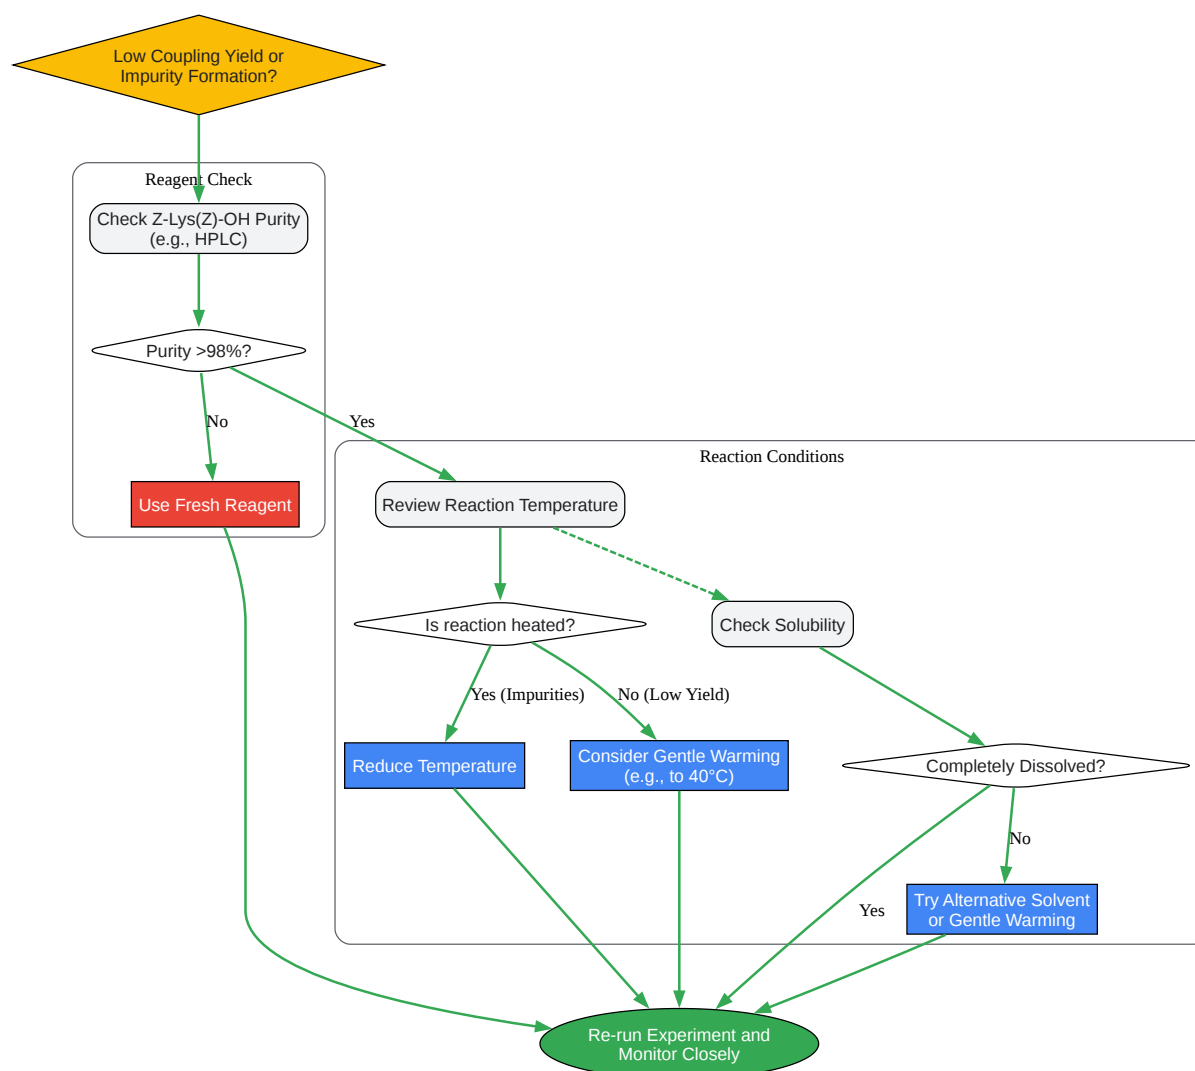 Low Coupling Yield or
Impurity Formation?
Reagent Check
Check Z-Lys(Z)-OH Purity
(e.g., HPLC)
Purity >98%?
No
Yes
Use Fresh Reagent
Reaction Conditions
Review Reaction Temperature
Is reaction heated?
Check Solubility
Yes (Impurities)
No (Low Yield)
Reduce Temperature
Consider Gentle Warming
(e.g., to 40°C)
Completely Dissolved?
No
Yes
Try Alternative Solvent
or Gentle Warming
Re-run Experiment and
Monitor Closely